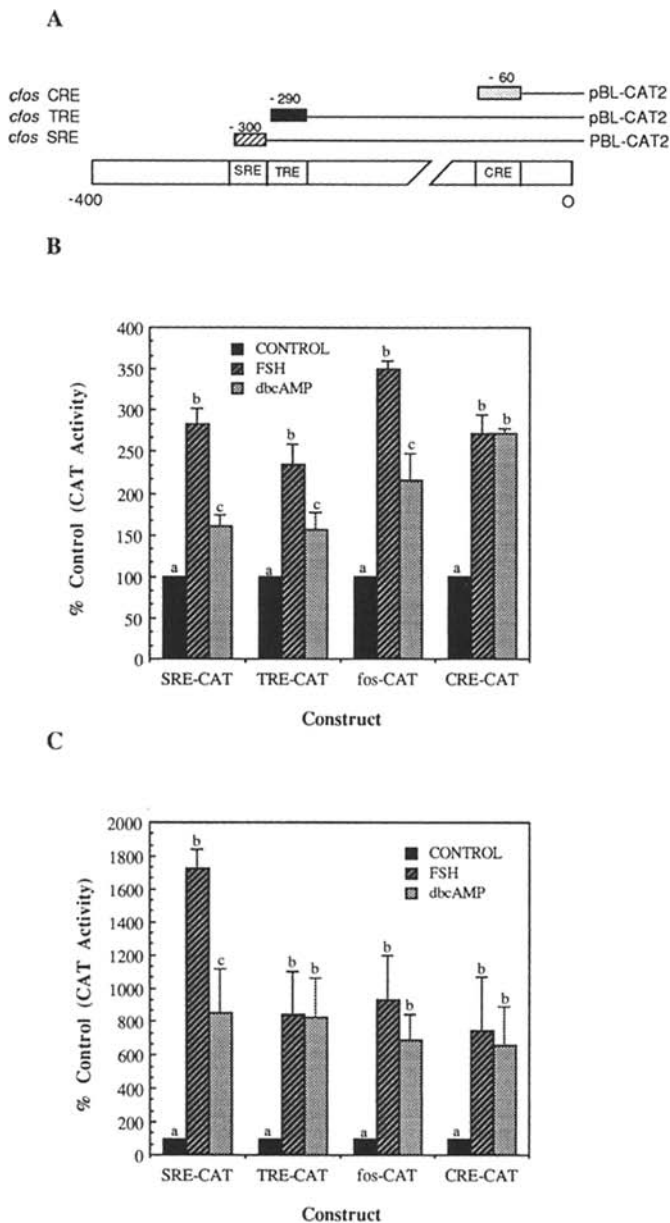 A
- 60
cfos CRE
pBL-CAT2
- 290
cfos TRE
pBL-CAT2
- 300
cfos SRE
PBL-CAT2
SRE TRE CRE
-400 O
B
400
350
300
250
200
150
100
50
0
% Control (CAT Activity)
CONTROL
FSH
dbcAMP
a b c
a b c
a b c
a b b
SRE-CAT TRE-CAT fos-CAT CRE-CAT
Construct
C
2000
1800
1600
1400
1200
1000
800
600
400
200
0
% Control (CAT Activity)
CONTROL
FSH
dbcAMP
a b c
a b b
a b b
a b b
SRE-CAT TRE-CAT fos-CAT CRE-CAT
Construct